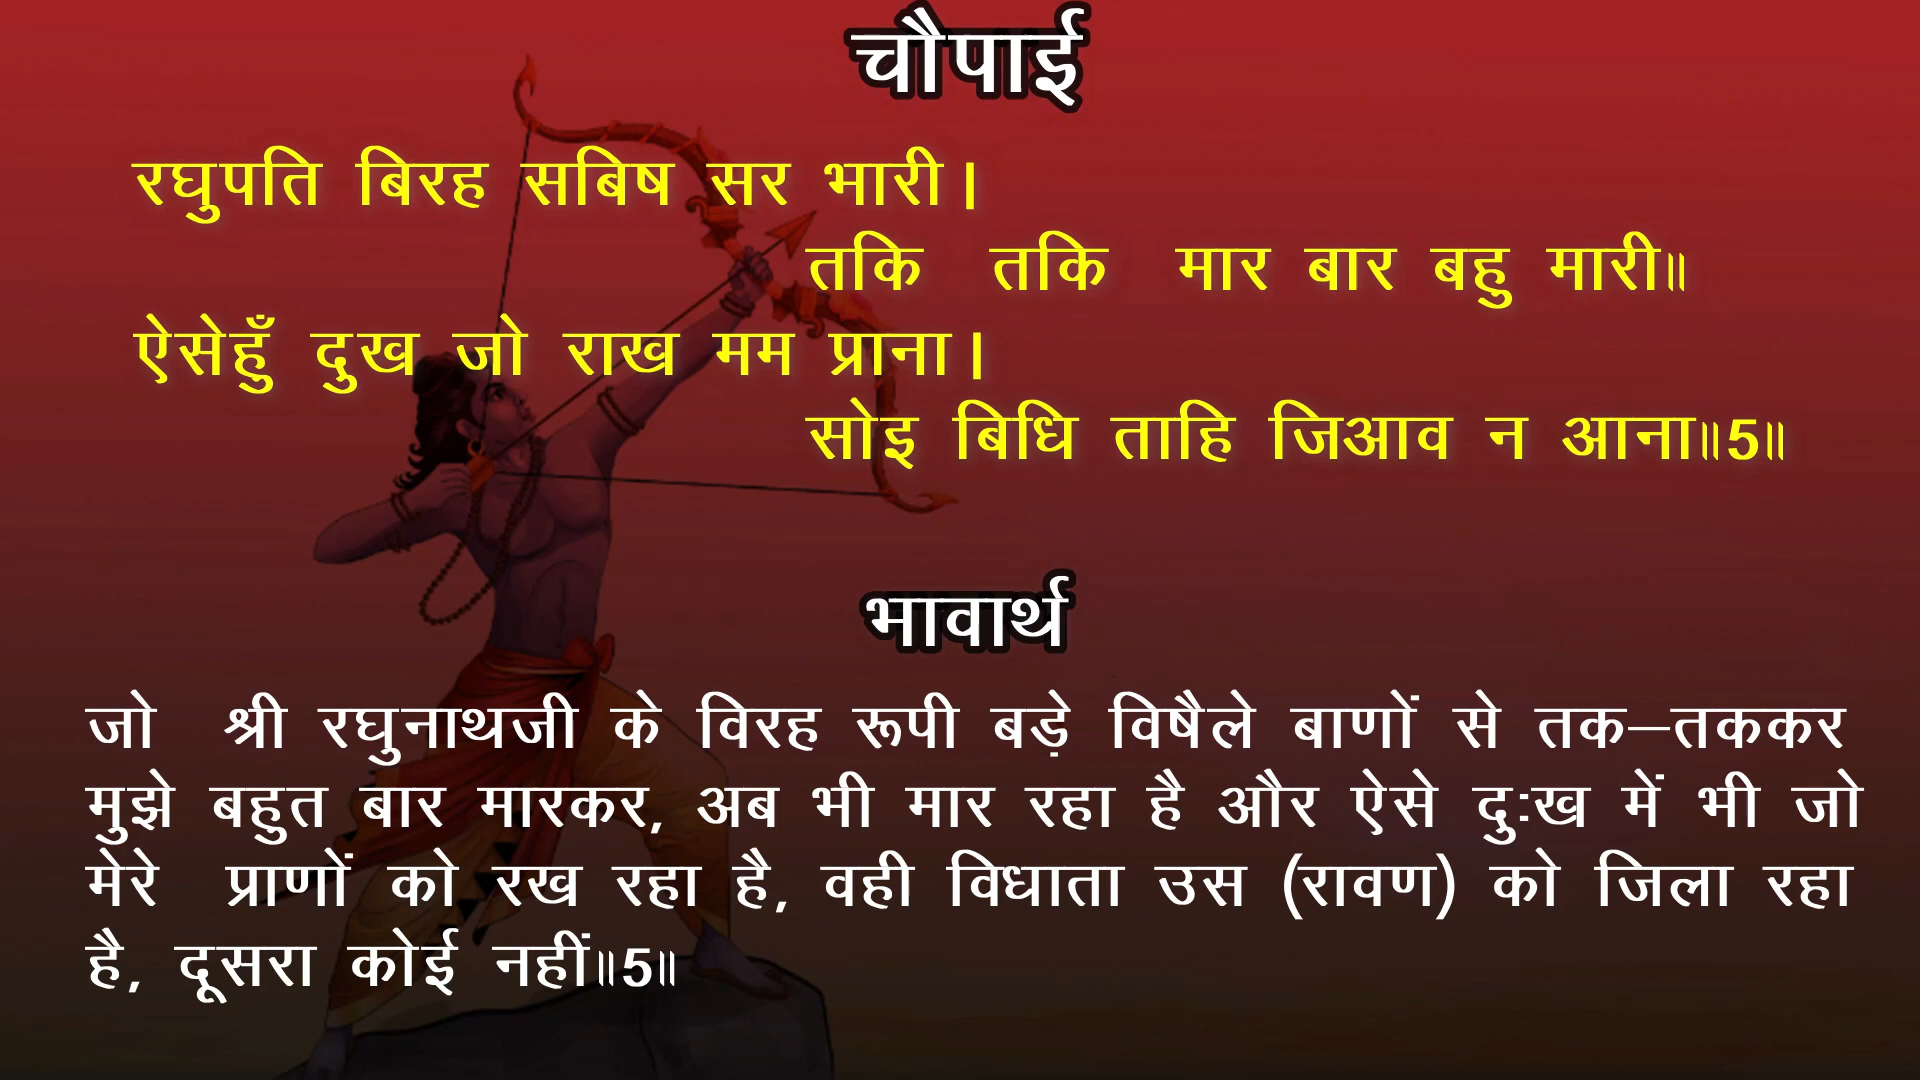 चौपाई
रघुपति बिरह सबिष सर भारी।
तकि तकि मार बार बहु मारी॥
ऐसेहुँ दुख जो राख मम प्राना।
सोइ बिधि ताहि जिआव न आना॥5॥
भावार्थ
जो श्री रघुनाथजी के विरह रूपी बड़े विषैले बाणों से तक–तककर
मुझे बहुत बार मारकर, अब भी मार रहा है और ऐसे दुःख में भी जो
मेरे प्राणों को रख रहा है, वही विधाता उस (रावण) को जिला रहा
है, दूसरा कोई नहीं॥5॥